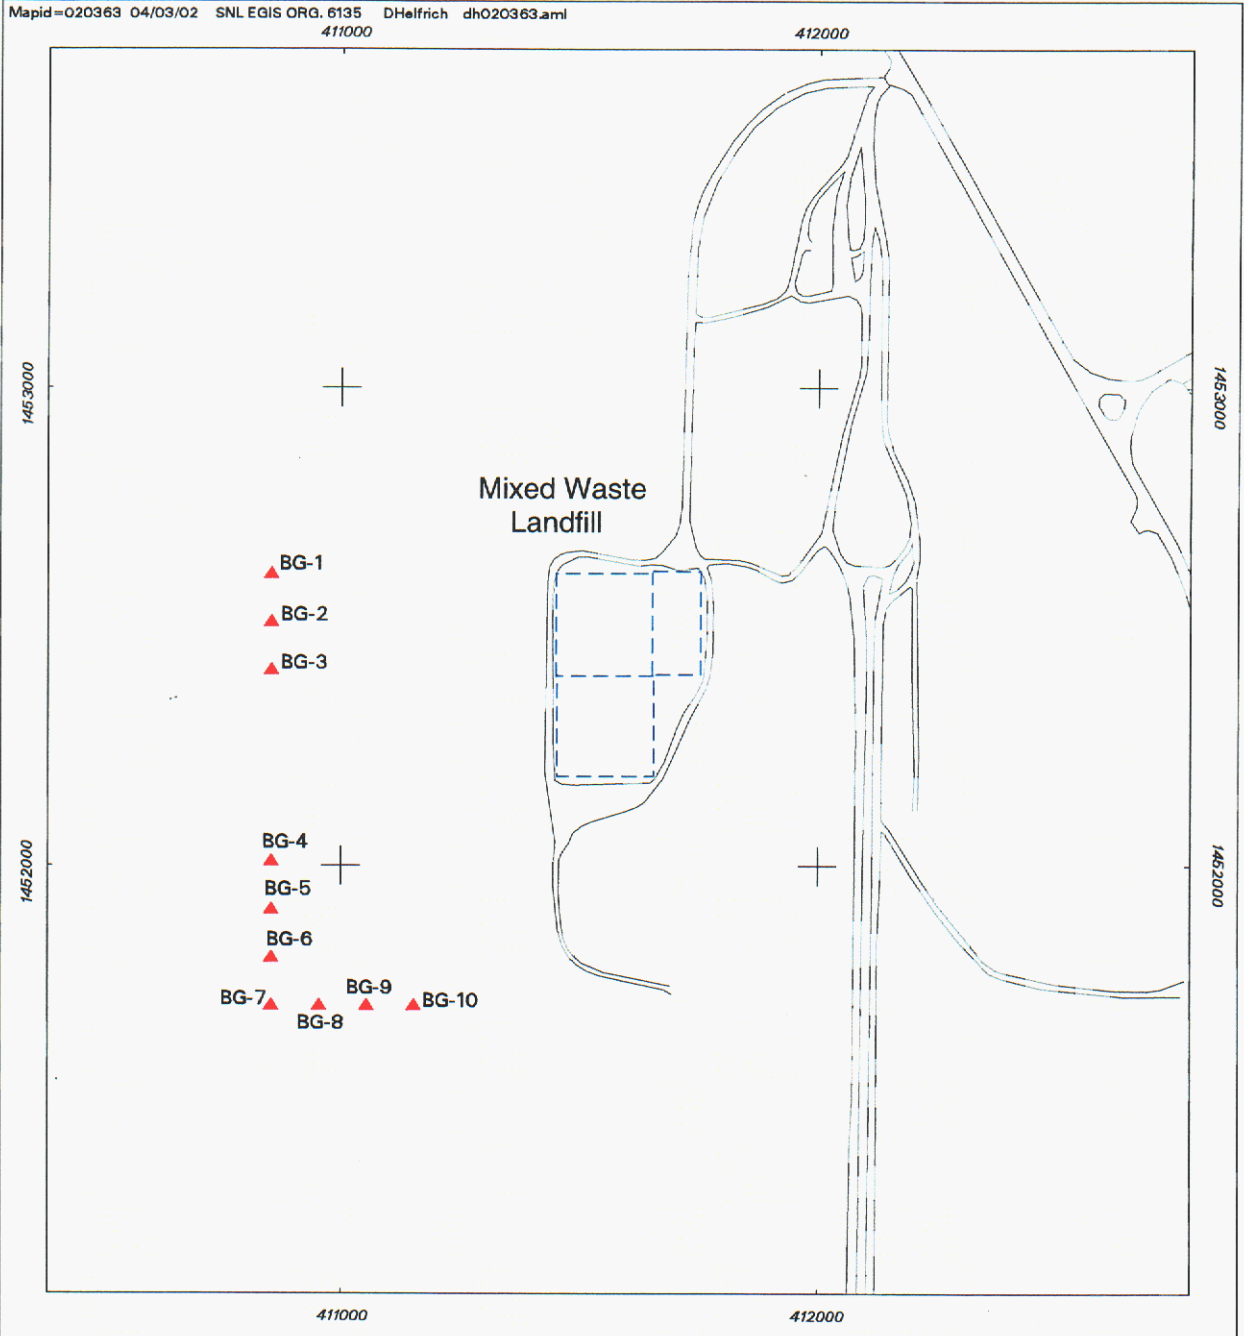 Mapid=020363 04/03/02 SNL EGIS ORG. 6135 DHelfrich dh020363.aml
411000 412000
1453000 1453000
Mixed Waste
Landfill
BG-1
BG-2
BG-3
BG-4
1452000 1452000
BG-5
BG-6
BG-9
BG-7 BG-10
BG-8
411000 412000